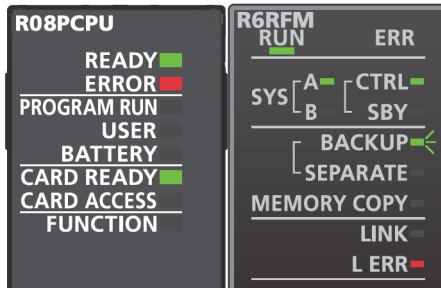 R08PCPU
READY
ERROR
PROGRAM RUN
USER
BATTERY
CARD READY
CARD ACCESS
FUNCTION
R6RFM
RUN ERR
SYS A CTRL
B SBY
BACKUP
SEPARATE
MEMORY COPY
LINK
L ERR